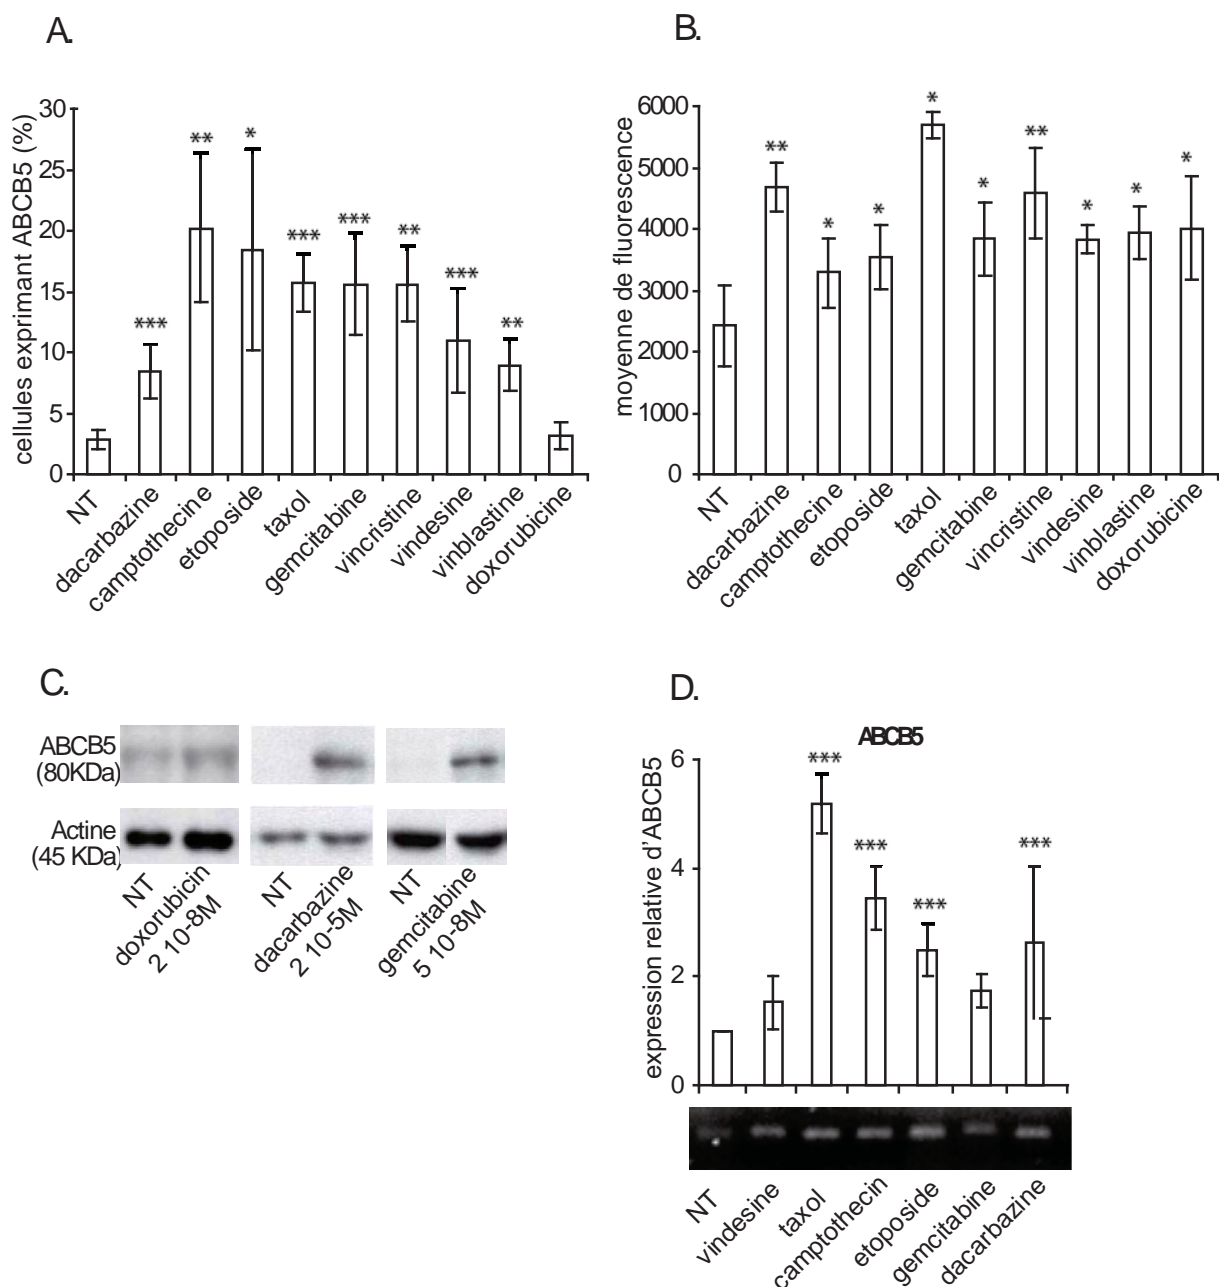 A.
cellules exprimant ABCB5 (%)
30
25
20
15
10
5
0
***
**
*
***
***
**
***
**
NT
dacarbazine
camptothecine
etoposide
taxol
gemcitabine
vincristine
vindesine
vinblastine
doxorubicine
B.
moyenne de fluorescence
6000
5000
4000
3000
2000
1000
0
**
*
*
*
*
**
*
*
*
NT
dacarbazine
camptothecine
etoposide
taxol
gemcitabine
vincristine
vindesine
vinblastine
doxorubicine
C.
ABCB5
(80KDa)
Actine
(45 KDa)
NT
doxorubicin
2 10-8M
NT
dacarbazine
2 10-5M
NT
gemcitabine
5 10-8M
D.
ABCB5
expression relative d'ABCB5
6
4
2
0
***
***
***
***
NT
vindesine
taxol
camptothecin
etoposide
gemcitabine
dacarbazine